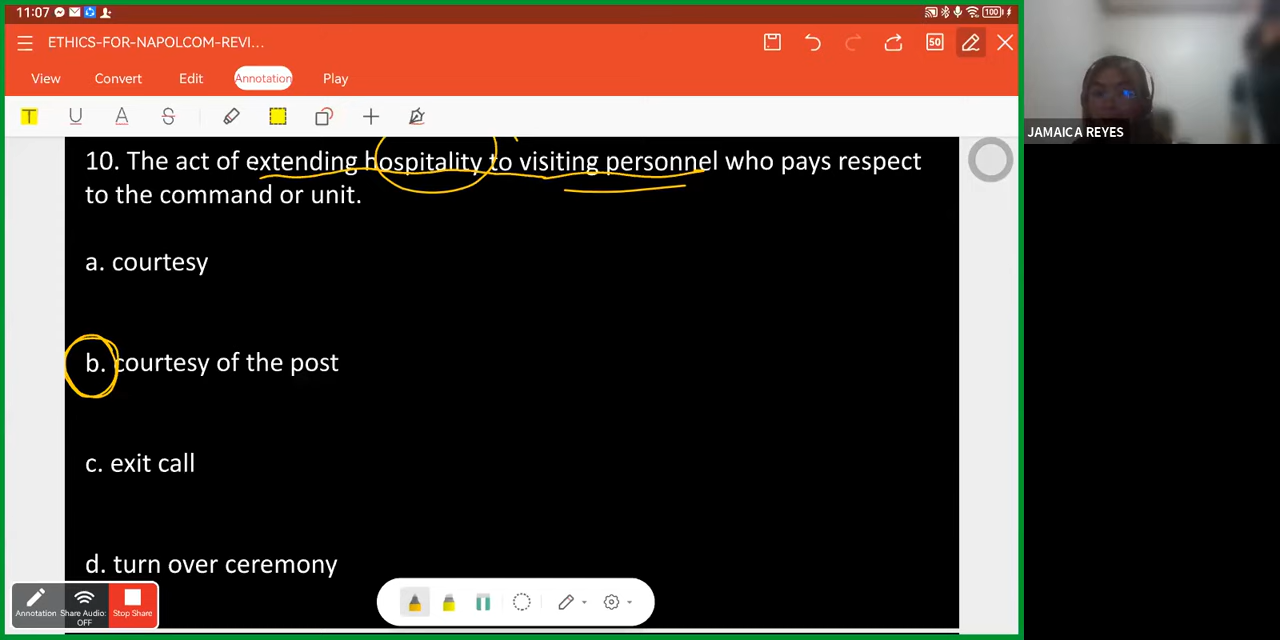 11:07
100
ETHICS-FOR-NAPOLCOM-REVI...
50
View Convert Edit Annotation Play
T U A S
JAMAICA REYES
10. The act of extending hospitality to visiting personnel who pays respect
to the command or unit.
a. courtesy
b. courtesy of the post
c. exit call
d. turn over ceremony
Annotation Share Audio: OFF Stop Share